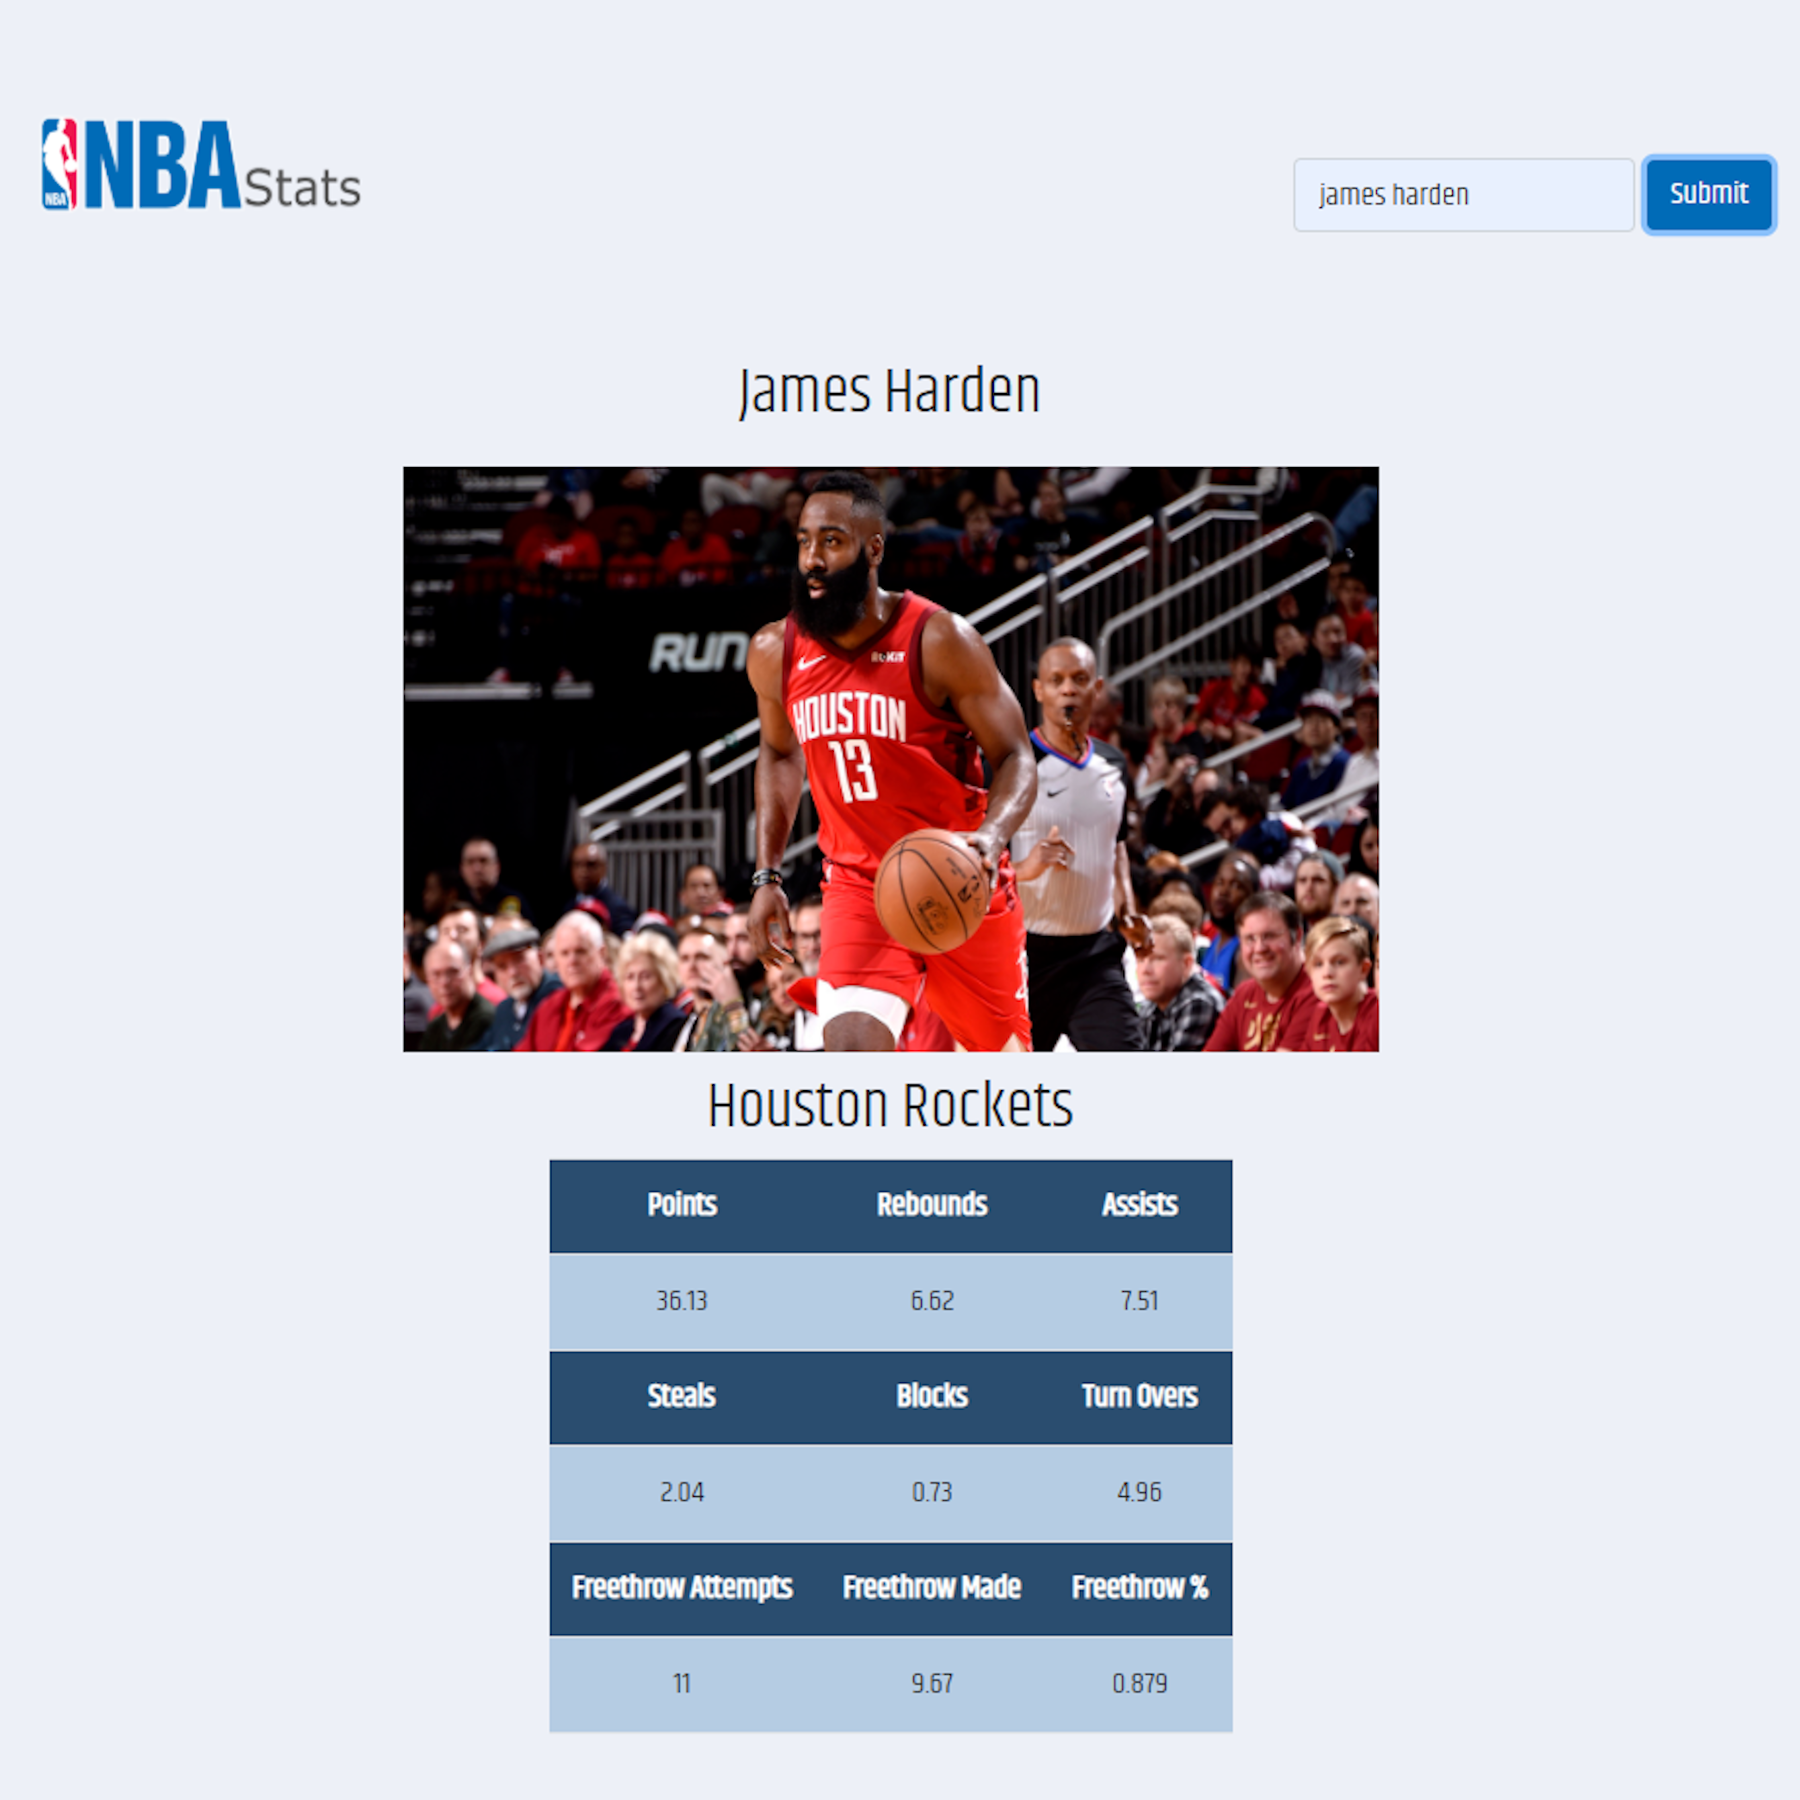 NBA NBA Stats
james harden Submit
James Harden
RUN
ROKiT
HOUSTON
13
Houston Rockets
Points Rebounds Assists
36.13 6.62 7.51
Steals Blocks Turn Overs
2.04 0.73 4.96
Freethrow Attempts Freethrow Made Freethrow %
11 9.67 0.879